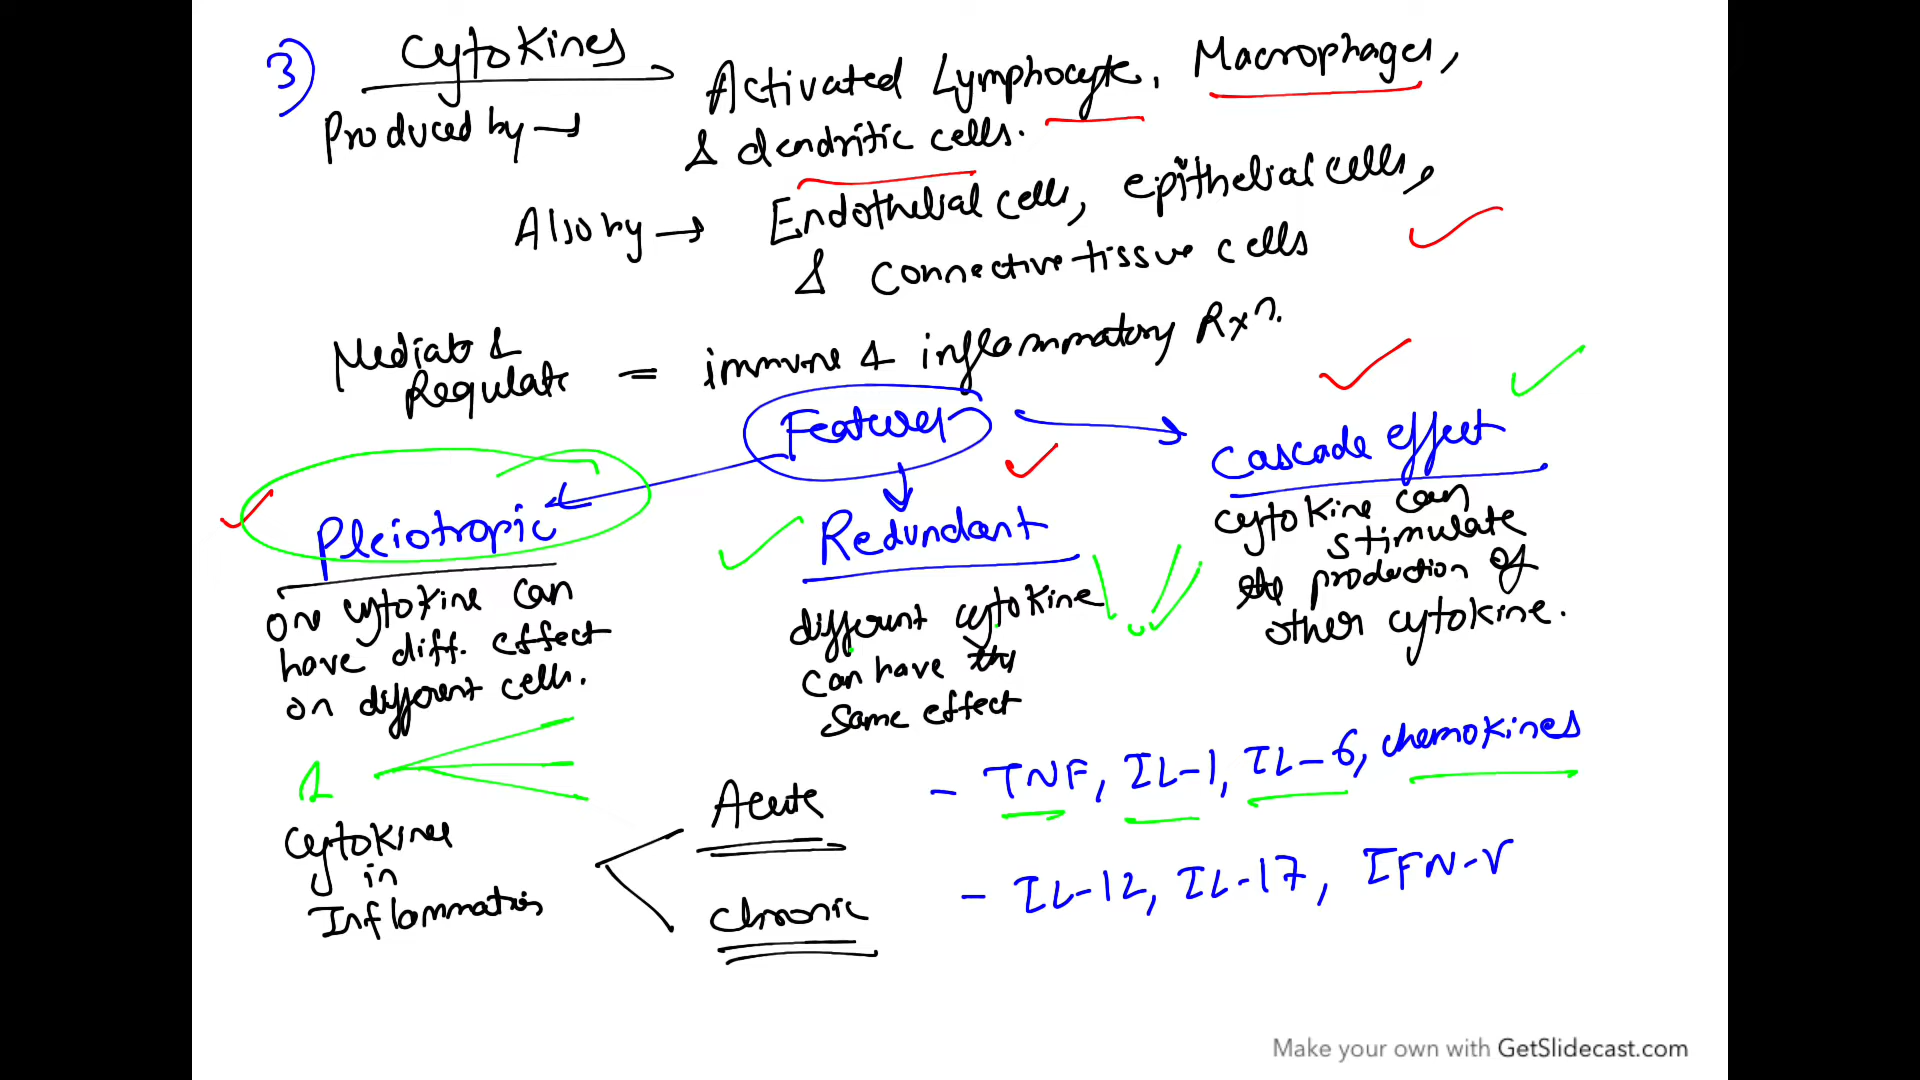 3)
Cytokines
Produced by →
Activated Lymphocyte, Macrophages,
& dendritic cells.
Also by → Endothelial cells, epithelial cells,
& connective tissue cells
Mediate &
Regulate = immune & inflammatory Rxn.
Features
Pleiotropic
one cytokine can
have diff. effect
on different cells.
1
Redundant
different cytokine
can have the
same effect
Cascade effect
cytokine can
stimulate
the production of
other cytokine.
Cytokines
in
Inflammation
Acute - TNF, IL-1, IL-6, chemokines
Chronic - IL-12, IL-17, IFN-γ
Make your own with GetSlidecast.com